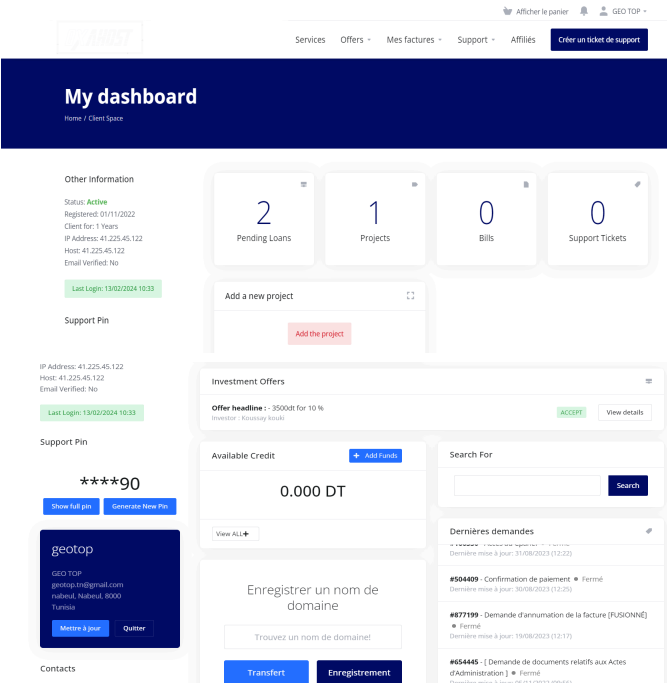 Afficher le panier GEO TOP
Services Offers Mes factures Support Affiliés Créer un ticket de support
My dashboard
Home / Client Space
Other Information
Status: Active
Registered: 01/11/2022
Client for: 1 Years
IP Address: 41.225.45.122
Host: 41.225.45.122
Email Verified: No
Last Login: 13/02/2024 10:33
Support Pin
2
Pending Loans
1
Projects
0
Bills
0
Support Tickets
Add a new project
Add the project
IP Address: 41.225.45.122
Host: 41.225.45.122
Email Verified: No
Last Login: 13/02/2024 10:33
Support Pin
****90
Show full pin Generate New Pin
geotop
GEO TOP
geotop.tn@gmail.com
nabeul, Nabeul, 8000
Tunisia
Mettre à jour Quitter
Contacts
Investment Offers
Offer headline : - 3500dt for 10 %
Investor : Koussay kouki
ACCEPT View details
Available Credit + Add Funds
0.000 DT
View ALL+
Enregistrer un nom de
domaine
Trouvez un nom de domaine!
Transfert Enregistrement
Search For
Search
Dernières demandes
Dernière mise à jour: 31/08/2023 (12:22)
#504409 - Confirmation de paiement Fermé
Dernière mise à jour: 30/08/2023 (12:25)
#877199 - Demande d'annumation de la facture [FUSIONNÉ]
Fermé
Dernière mise à jour: 19/08/2023 (12:17)
#654445 - [ Demande de documents relatifs aux Actes
d'Administration ] Fermé